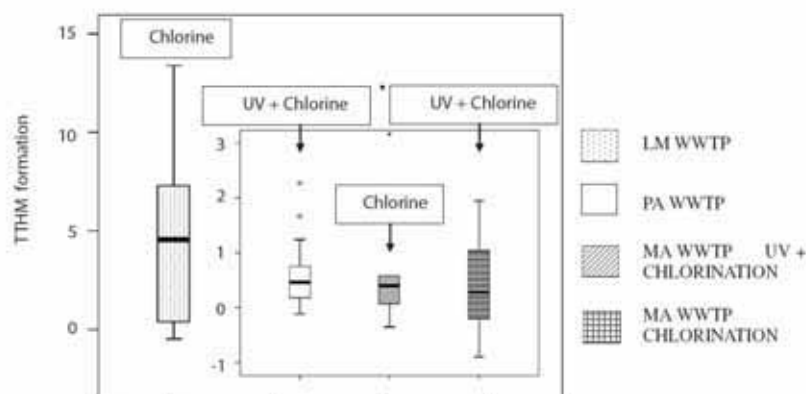 15
10
5
0
TTHM formation
Chlorine
UV + Chlorine
UV + Chlorine
3
2
1
0
-1
Chlorine
LM WWTP
PA WWTP
MA WWTP UV +
CHLORINATION
MA WWTP
CHLORINATION